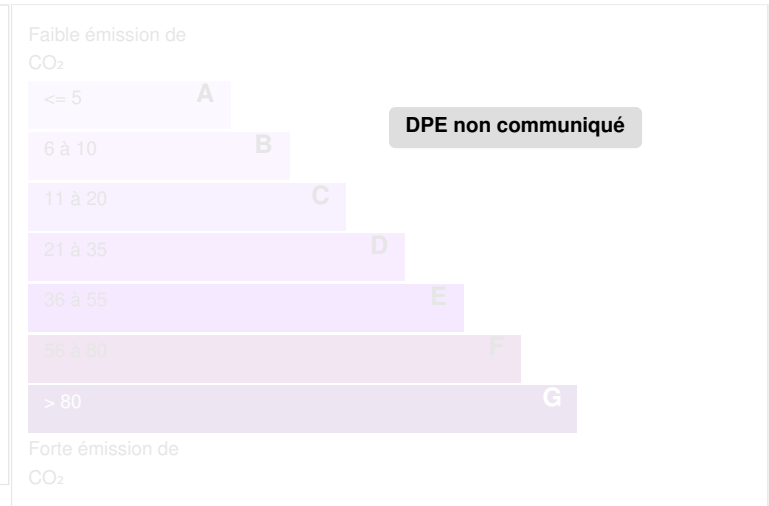 Faible émission de
CO₂
<= 5 A
DPE non communiqué
6 à 10 B
11 à 20 C
21 à 35 D
36 à 55 E
56 à 80 F
> 80 G
Forte émission de
CO₂